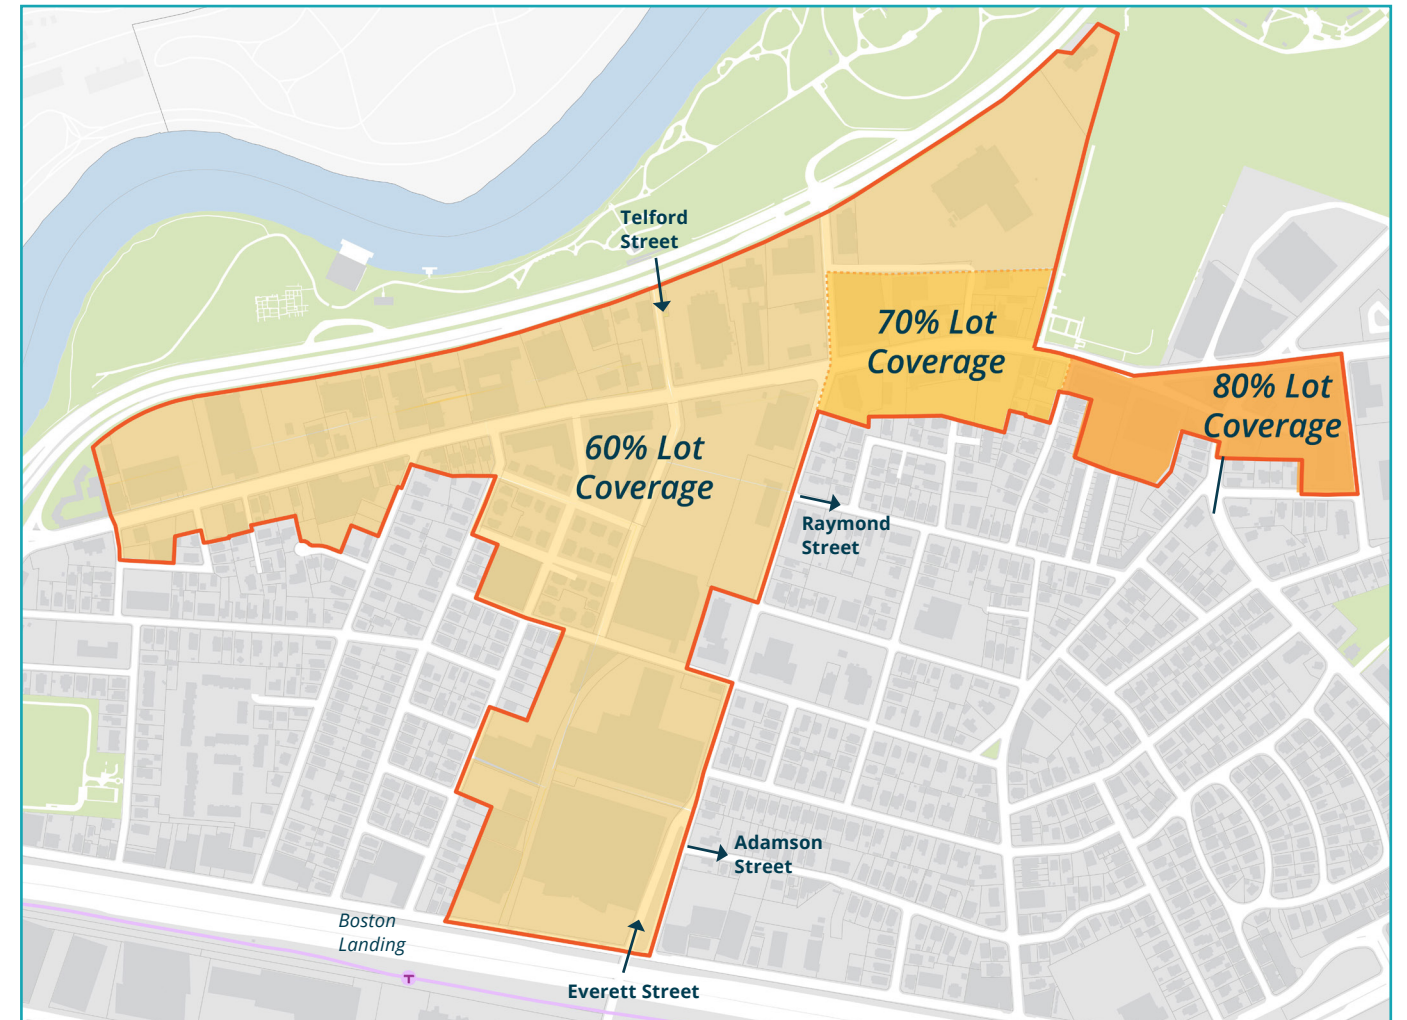 Telford
Street
70% Lot
Coverage
80% Lot
Coverage
60% Lot
Coverage
Raymond
Street
Adamson
Street
Boston
Landing
T
Everett Street